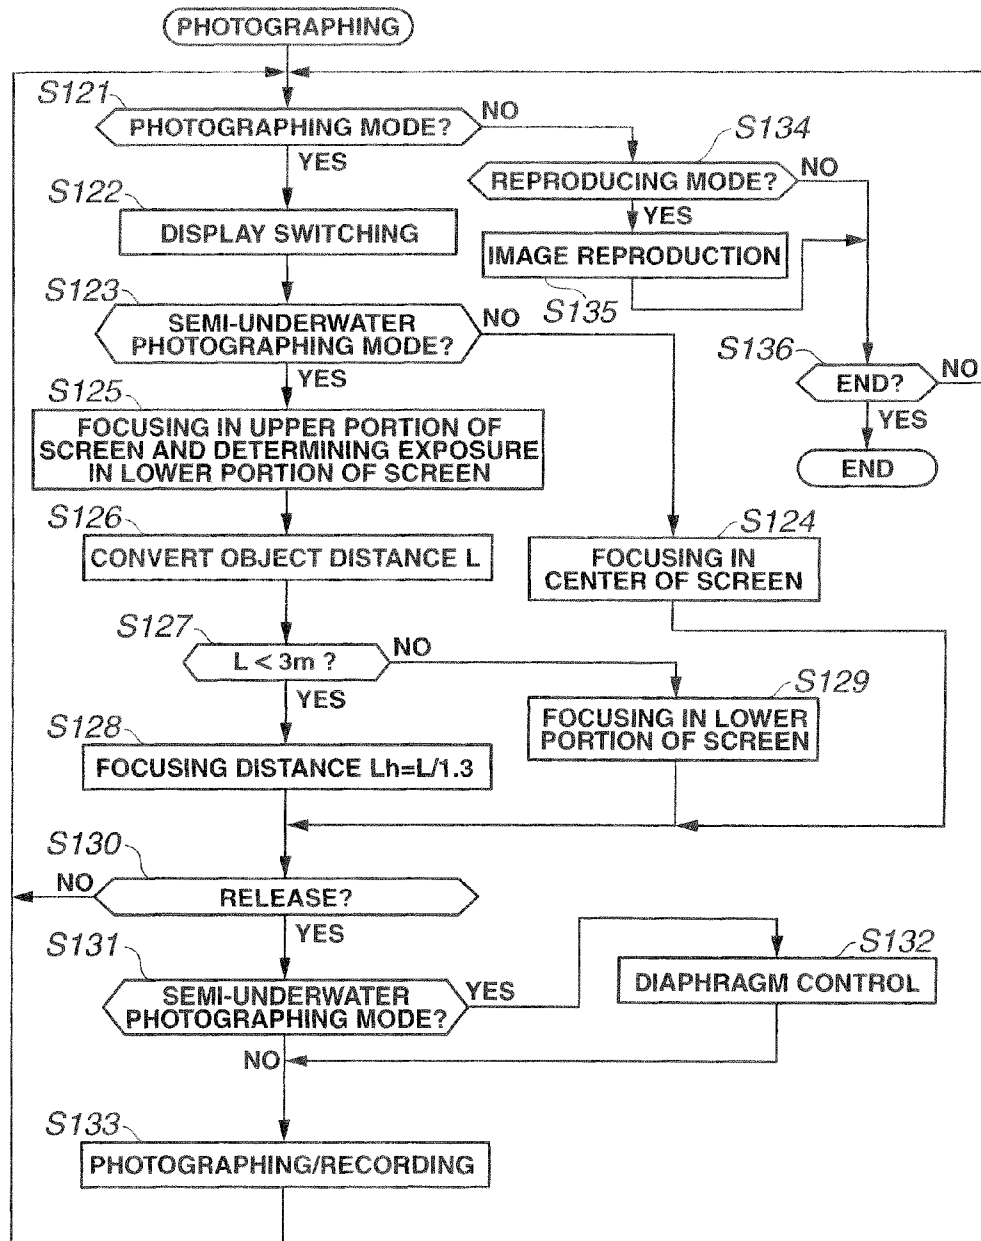 PHOTOGRAPHING
S121
PHOTOGRAPHING MODE?
NO
YES
S134
REPRODUCING MODE?
NO
YES
S122
DISPLAY SWITCHING
IMAGE REPRODUCTION
S135
S123
SEMI-UNDERWATER
PHOTOGRAPHING MODE?
NO
YES
S136
END?
NO
YES
END
S125
FOCUSING IN UPPER PORTION OF
SCREEN AND DETERMINING EXPOSURE
IN LOWER PORTION OF SCREEN
S126
CONVERT OBJECT DISTANCE L
S124
FOCUSING IN
CENTER OF SCREEN
S127
L < 3m ?
NO
YES
S129
FOCUSING IN LOWER
PORTION OF SCREEN
S128
FOCUSING DISTANCE Lh=L/1.3
S130
NO
RELEASE?
YES
S131
SEMI-UNDERWATER
PHOTOGRAPHING MODE?
YES
NO
S132
DIAPHRAGM CONTROL
S133
PHOTOGRAPHING/RECORDING